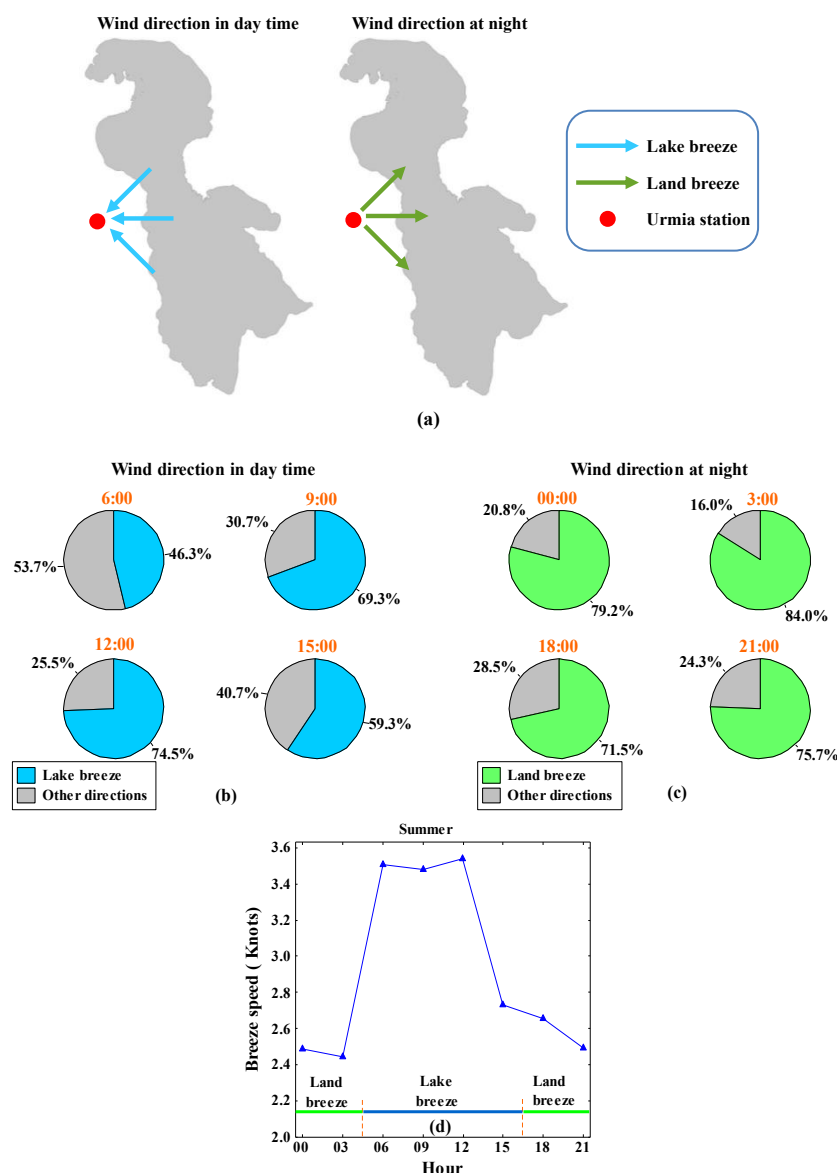 Wind direction in day time
Wind direction at night
Lake breeze
Land breeze
Urmia station
(a)
Wind direction in day time
6:00
46.3%
53.7%
9:00
30.7%
69.3%
12:00
25.5%
74.5%
15:00
40.7%
59.3%
Lake breeze
Other directions
(b)
Wind direction at night
00:00
20.8%
79.2%
3:00
16.0%
84.0%
18:00
28.5%
71.5%
21:00
24.3%
75.7%
Land breeze
Other directions
(c)
Summer
Breeze speed ( Knots)
3.6
3.4
3.2
3.0
2.8
2.6
2.4
2.2
2.0
Land
breeze
Lake
breeze
Land
breeze
(d)
00 03 06 09 12 15 18 21
Hour